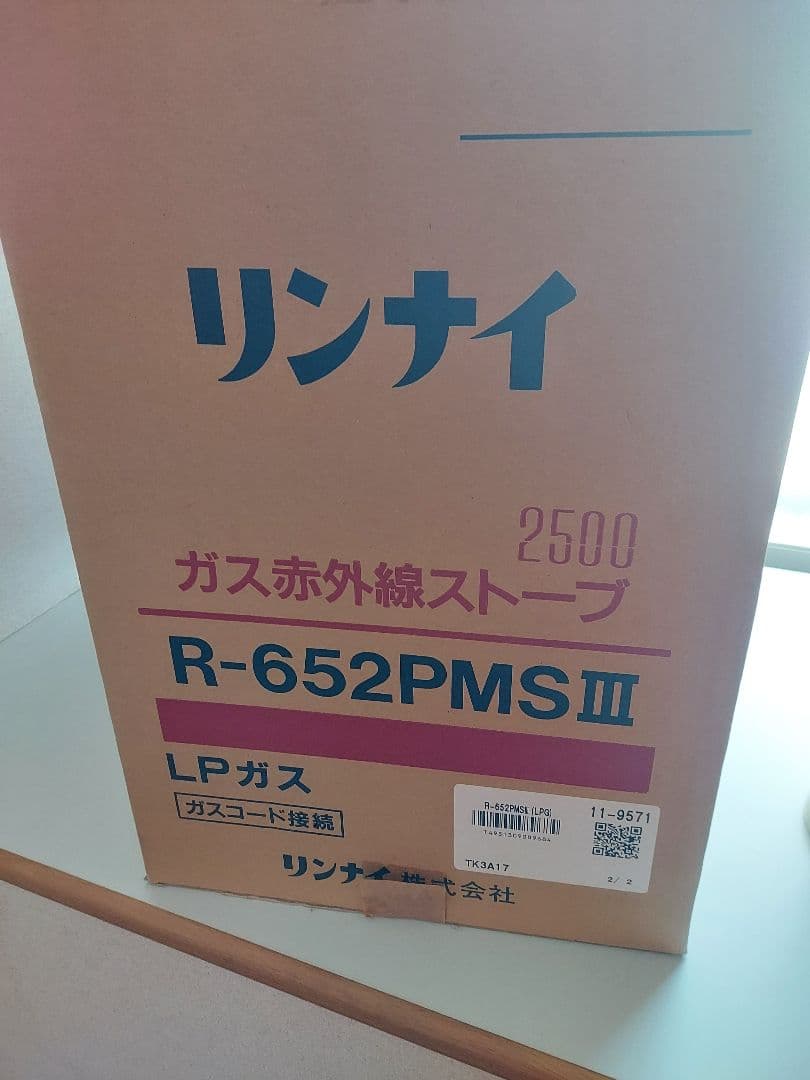 リンナイ
2500
ガス赤外線ストーブ
R-652PMSⅢ
LPガス
ガスコード接続
R-652PMSⅢ(LPG)
11-9571
TK3A17
2/ 2
リンナイ株式会社